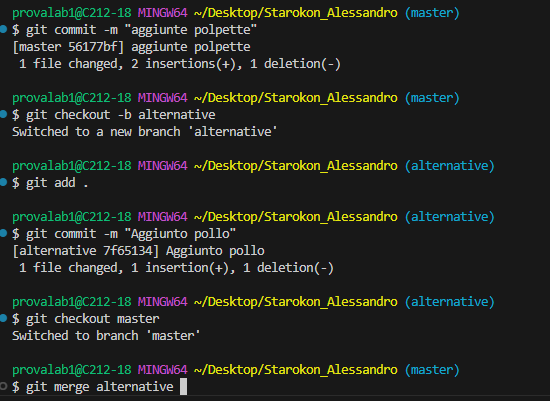 provalab1@C212-18 MINGW64 ~/Desktop/Starokon_Alessandro (master)
$ git commit -m "aggiunte polpette"
[master 56177bf] aggiunte polpette
 1 file changed, 2 insertions(+), 1 deletion(-)
provalab1@C212-18 MINGW64 ~/Desktop/Starokon_Alessandro (master)
$ git checkout -b alternative
Switched to a new branch 'alternative'
provalab1@C212-18 MINGW64 ~/Desktop/Starokon_Alessandro (alternative)
$ git add .
provalab1@C212-18 MINGW64 ~/Desktop/Starokon_Alessandro (alternative)
$ git commit -m "Aggiunto pollo"
[alternative 7f65134] Aggiunto pollo
 1 file changed, 1 insertion(+), 1 deletion(-)
provalab1@C212-18 MINGW64 ~/Desktop/Starokon_Alessandro (alternative)
$ git checkout master
Switched to branch 'master'
provalab1@C212-18 MINGW64 ~/Desktop/Starokon_Alessandro (master)
$ git merge alternative